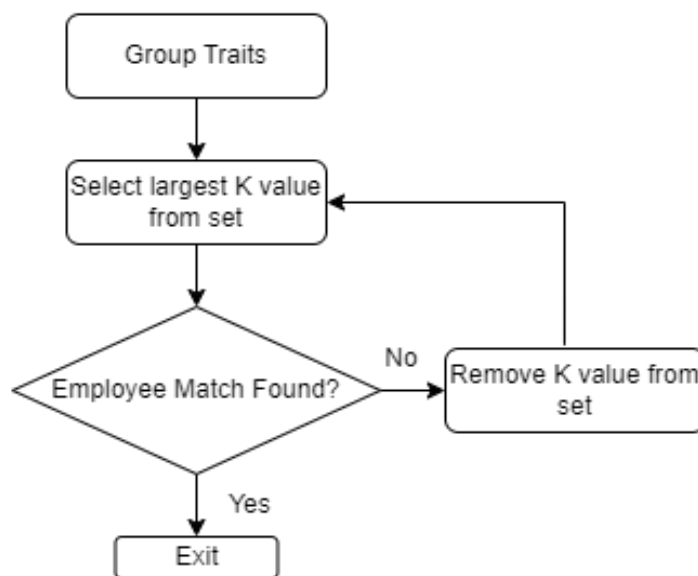 Group Traits
Select largest K value
from set
Employee Match Found?
No
Remove K value from
set
Yes
Exit